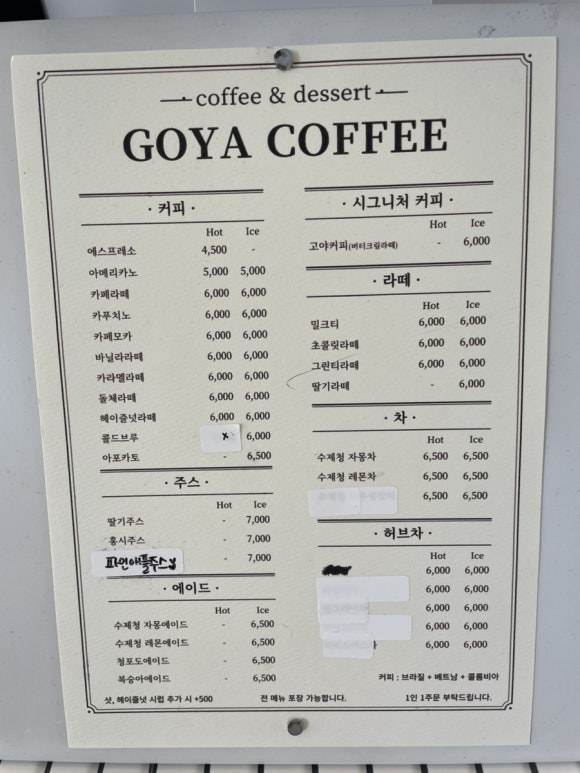 coffee & dessert
GOYA COFFEE
· 커피 ·
Hot Ice
에스프레소 4,500 -
아메리카노 5,000 5,000
카페라떼 6,000 6,000
카푸치노 6,000 6,000
카페모카 6,000 6,000
바닐라라떼 6,000 6,000
카라멜라떼 6,000 6,000
돌체라떼 6,000 6,000
헤이즐넛라떼 6,000 6,000
콜드브루 x 6,000
아포카토 - 6,500
· 주스 ·
Hot Ice
딸기주스 - 7,000
홍시주스 - 7,000
파인애플주스 - 7,000
· 에이드 ·
Hot Ice
수제청 자몽에이드 - 6,500
수제청 레몬에이드 - 6,500
청포도에이드 - 6,500
복숭아에이드 - 6,500
· 시그니처 커피 ·
Hot Ice
고야커피(버터크림라떼) - 6,000
· 라떼 ·
Hot Ice
밀크티 6,000 6,000
초콜릿라떼 6,000 6,000
그린티라떼 6,000 6,000
딸기라떼 - 6,000
· 차 ·
Hot Ice
수제청 자몽차 6,500 6,500
수제청 레몬차 6,500 6,500
6,500 6,500
· 허브차 ·
Hot Ice
6,000 6,000
6,000 6,000
6,000 6,000
6,000 6,000
6,000 6,000
커피 : 브라질 + 베트남 + 콜롬비아
샷, 헤이즐넛 시럽 추가 시 +500
전 메뉴 포장 가능합니다.
1인 1주문 부탁드립니다.